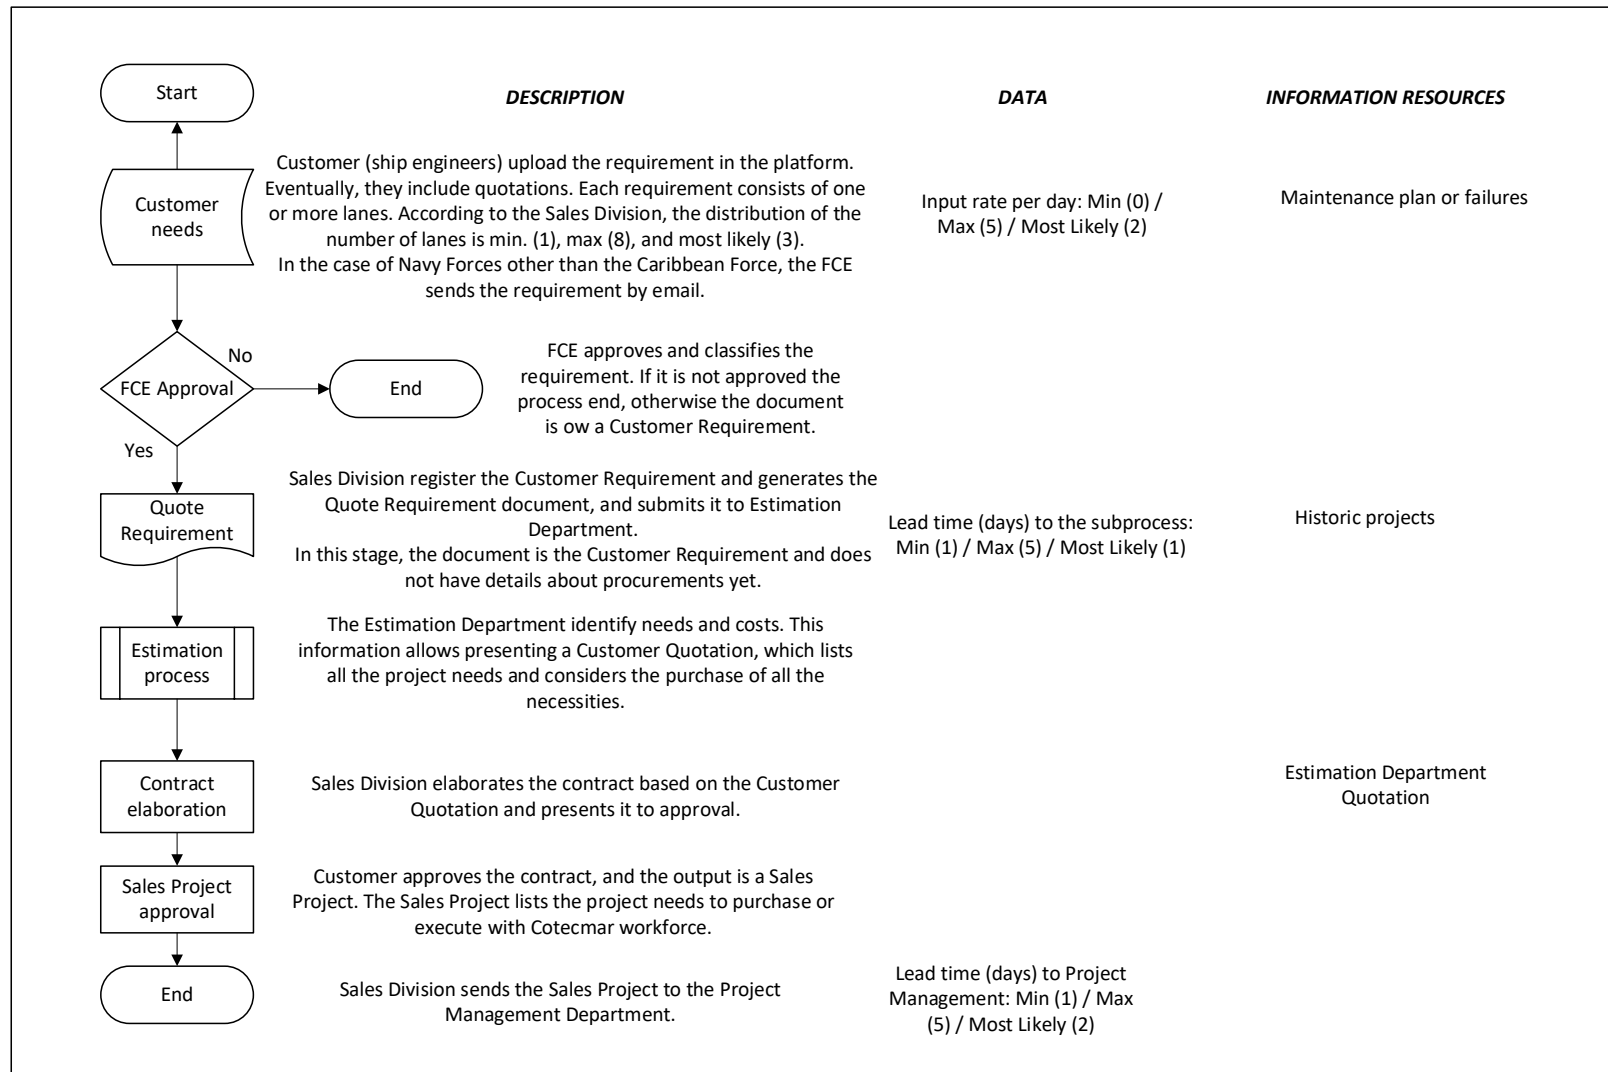 Start
DESCRIPTION
DATA
INFORMATION RESOURCES
Customer
needs
Customer (ship engineers) upload the requirement in the platform.
Eventually, they include quotations. Each requirement consists of one
or more lanes. According to the Sales Division, the distribution of the
number of lanes is min. (1), max (8), and most likely (3).
In the case of Navy Forces other than the Caribbean Force, the FCE
sends the requirement by email.
Input rate per day: Min (0) /
Max (5) / Most Likely (2)
Maintenance plan or failures
FCE Approval
No
Yes
End
FCE approves and classifies the
requirement. If it is not approved the
process end, otherwise the document
is ow a Customer Requirement.
Quote
Requirement
Sales Division register the Customer Requirement and generates the
Quote Requirement document, and submits it to Estimation
Department.
In this stage, the document is the Customer Requirement and does
not have details about procurements yet.
Lead time (days) to the subprocess:
Min (1) / Max (5) / Most Likely (1)
Historic projects
Estimation
process
The Estimation Department identify needs and costs. This
information allows presenting a Customer Quotation, which lists
all the project needs and considers the purchase of all the
necessities.
Contract
elaboration
Sales Division elaborates the contract based on the Customer
Quotation and presents it to approval.
Estimation Department
Quotation
Sales Project
approval
Customer approves the contract, and the output is a Sales
Project. The Sales Project lists the project needs to purchase or
execute with Cotecmar workforce.
End
Sales Division sends the Sales Project to the Project
Management Department.
Lead time (days) to Project
Management: Min (1) / Max
(5) / Most Likely (2)